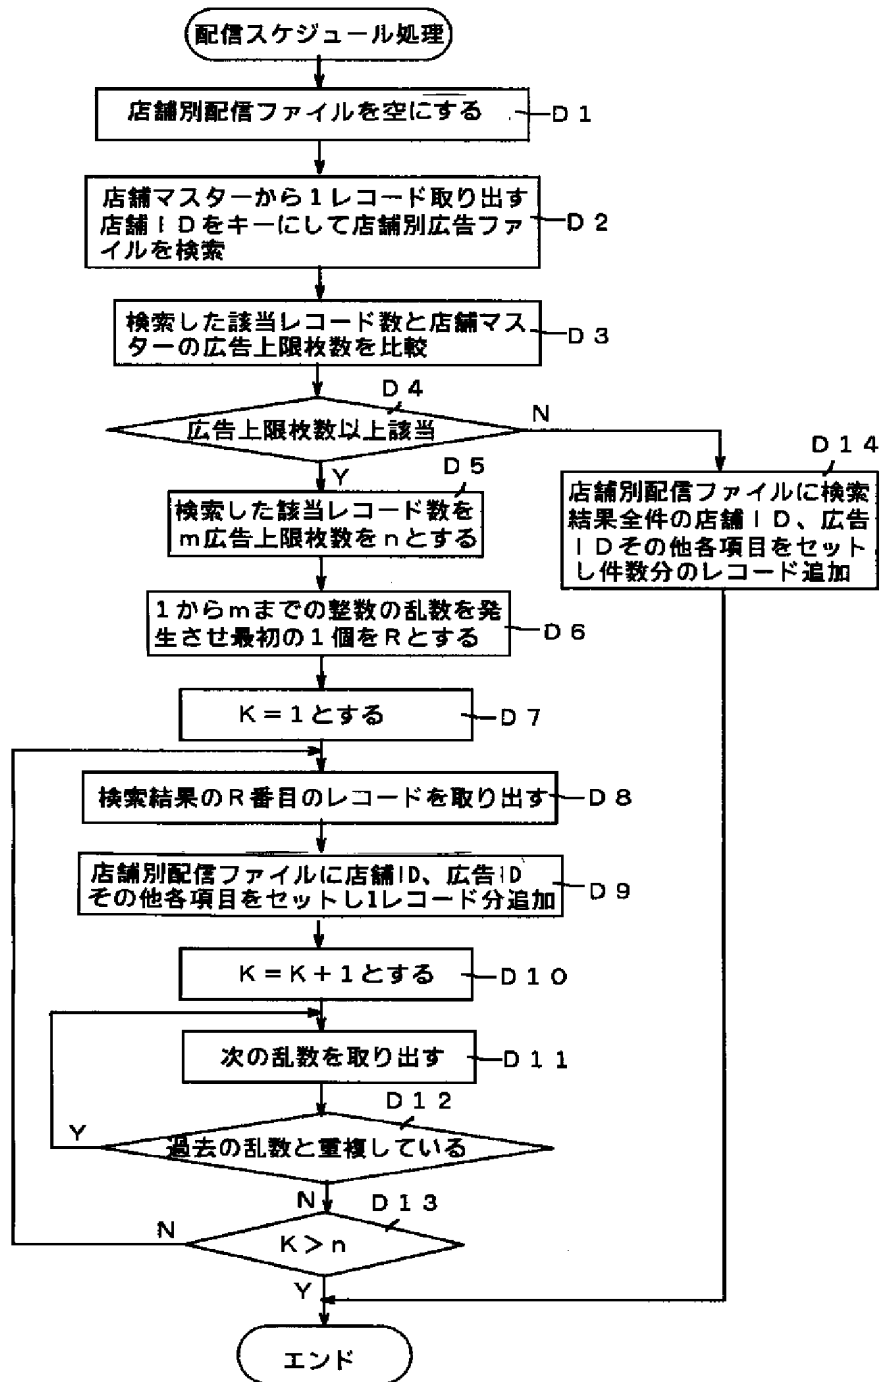 配信スケジュール処理
店舗別配信ファイルを空にする
D1
店舗マスターから1レコード取り出す
店舗IDをキーにして店舗別広告ファ
イルを検索
D2
検索した該当レコード数と店舗マス
ターの広告上限枚数を比較
D3
D4
広告上限枚数以上該当
N
Y
D5
検索した該当レコード数を
m広告上限枚数をnとする
D14
店舗別配信ファイルに検索
結果全件の店舗ID、広告
IDその他各項目をセット
し件数分のレコード追加
1からmまでの整数の乱数を発
生させ最初の1個をRとする
D6
K=1とする
D7
検索結果のR番目のレコードを取り出す
D8
店舗別配信ファイルに店舗ID、広告ID
その他各項目をセットし1レコード分追加
D9
K=K+1とする
D10
次の乱数を取り出す
D11
D12
過去の乱数と重複している
Y
N
D13
K>n
N
Y
エンド